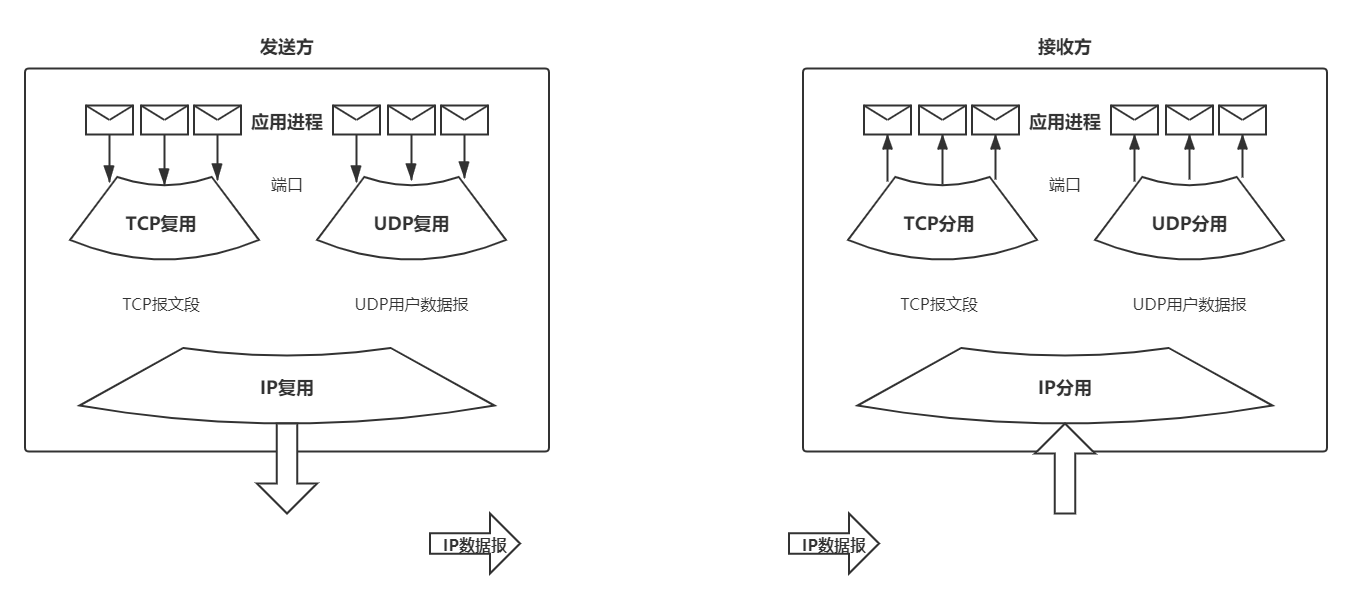 发送方
应用进程
端口
TCP复用
UDP复用
TCP报文段
UDP用户数据报
IP复用
IP数据报
接收方
应用进程
端口
TCP分用
UDP分用
TCP报文段
UDP用户数据报
IP分用
IP数据报